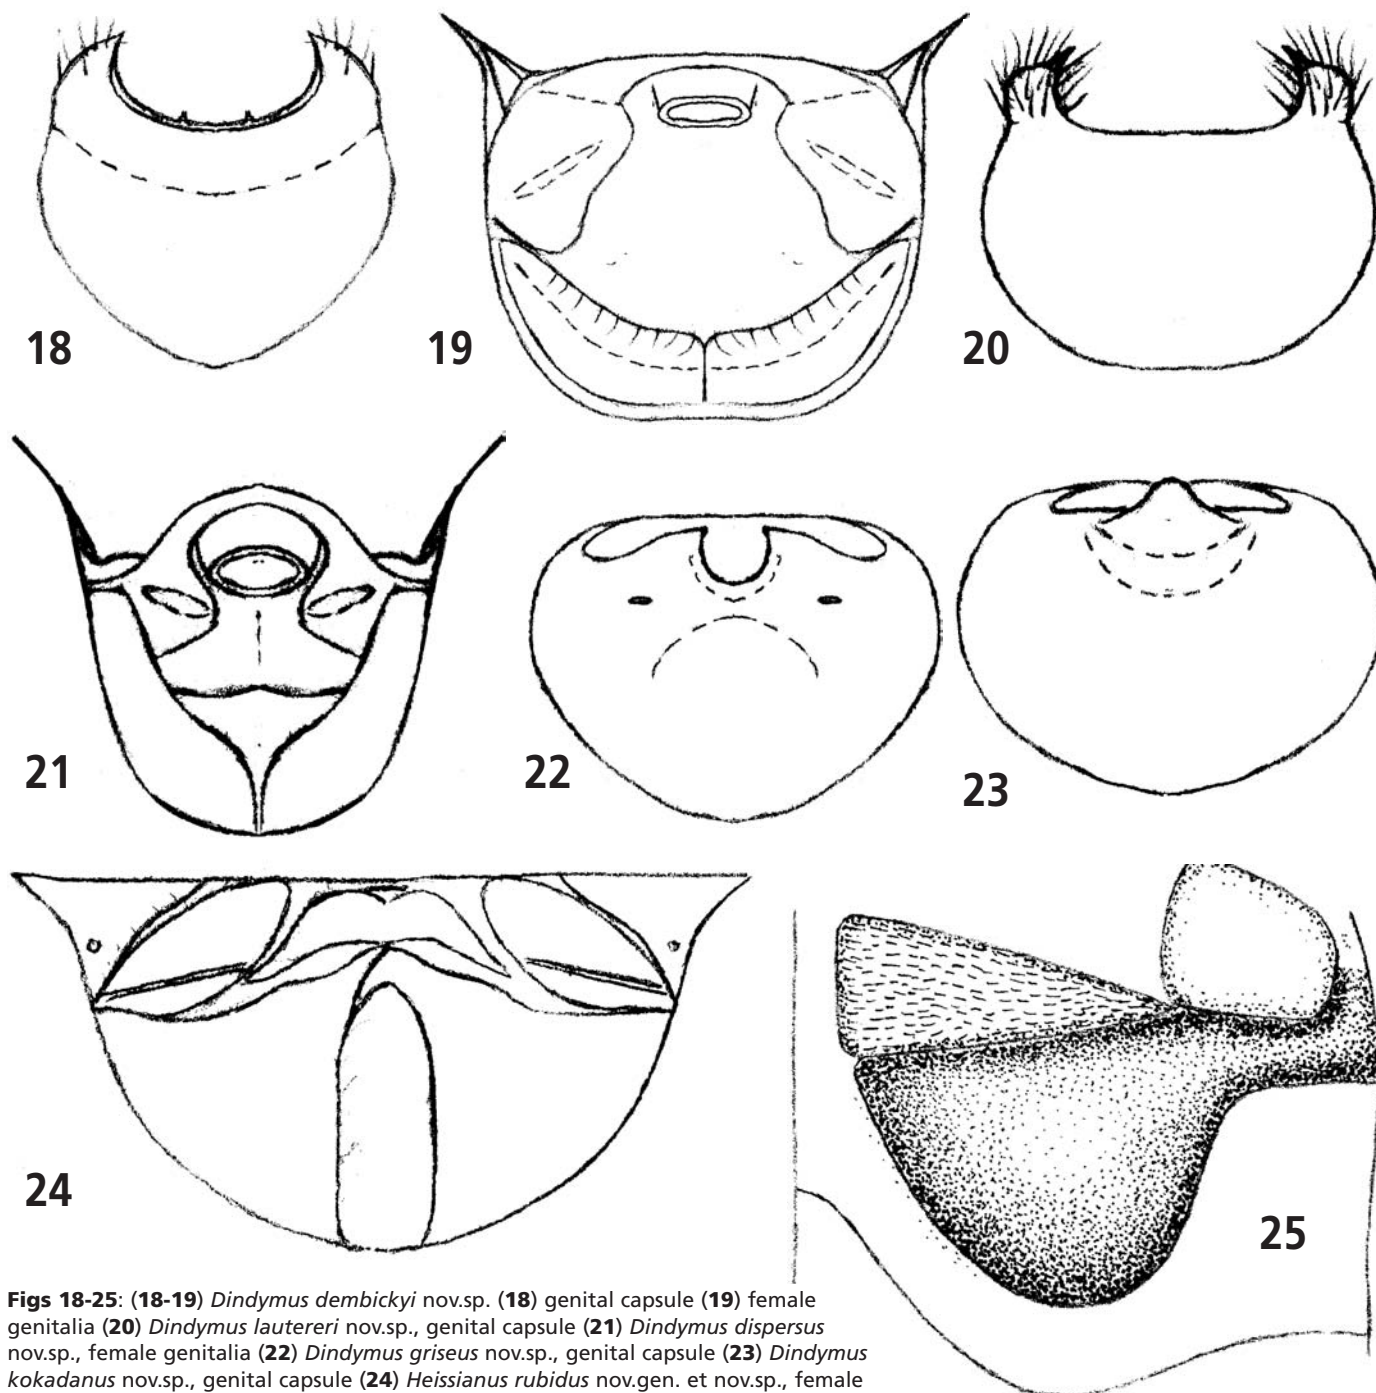 18
19
20
21
22
23
24
25
Figs 18-25: (18-19) Dindymus dembickyi nov.sp. (18) genital capsule (19) female
genitalia (20) Dindymus lautereri nov.sp., genital capsule (21) Dindymus dispersus
nov.sp., female genitalia (22) Dindymus griseus nov.sp., genital capsule (23) Dindymus
kokadanus nov.sp., genital capsule (24) Heissianus rubidus nov.gen. et nov.sp., female